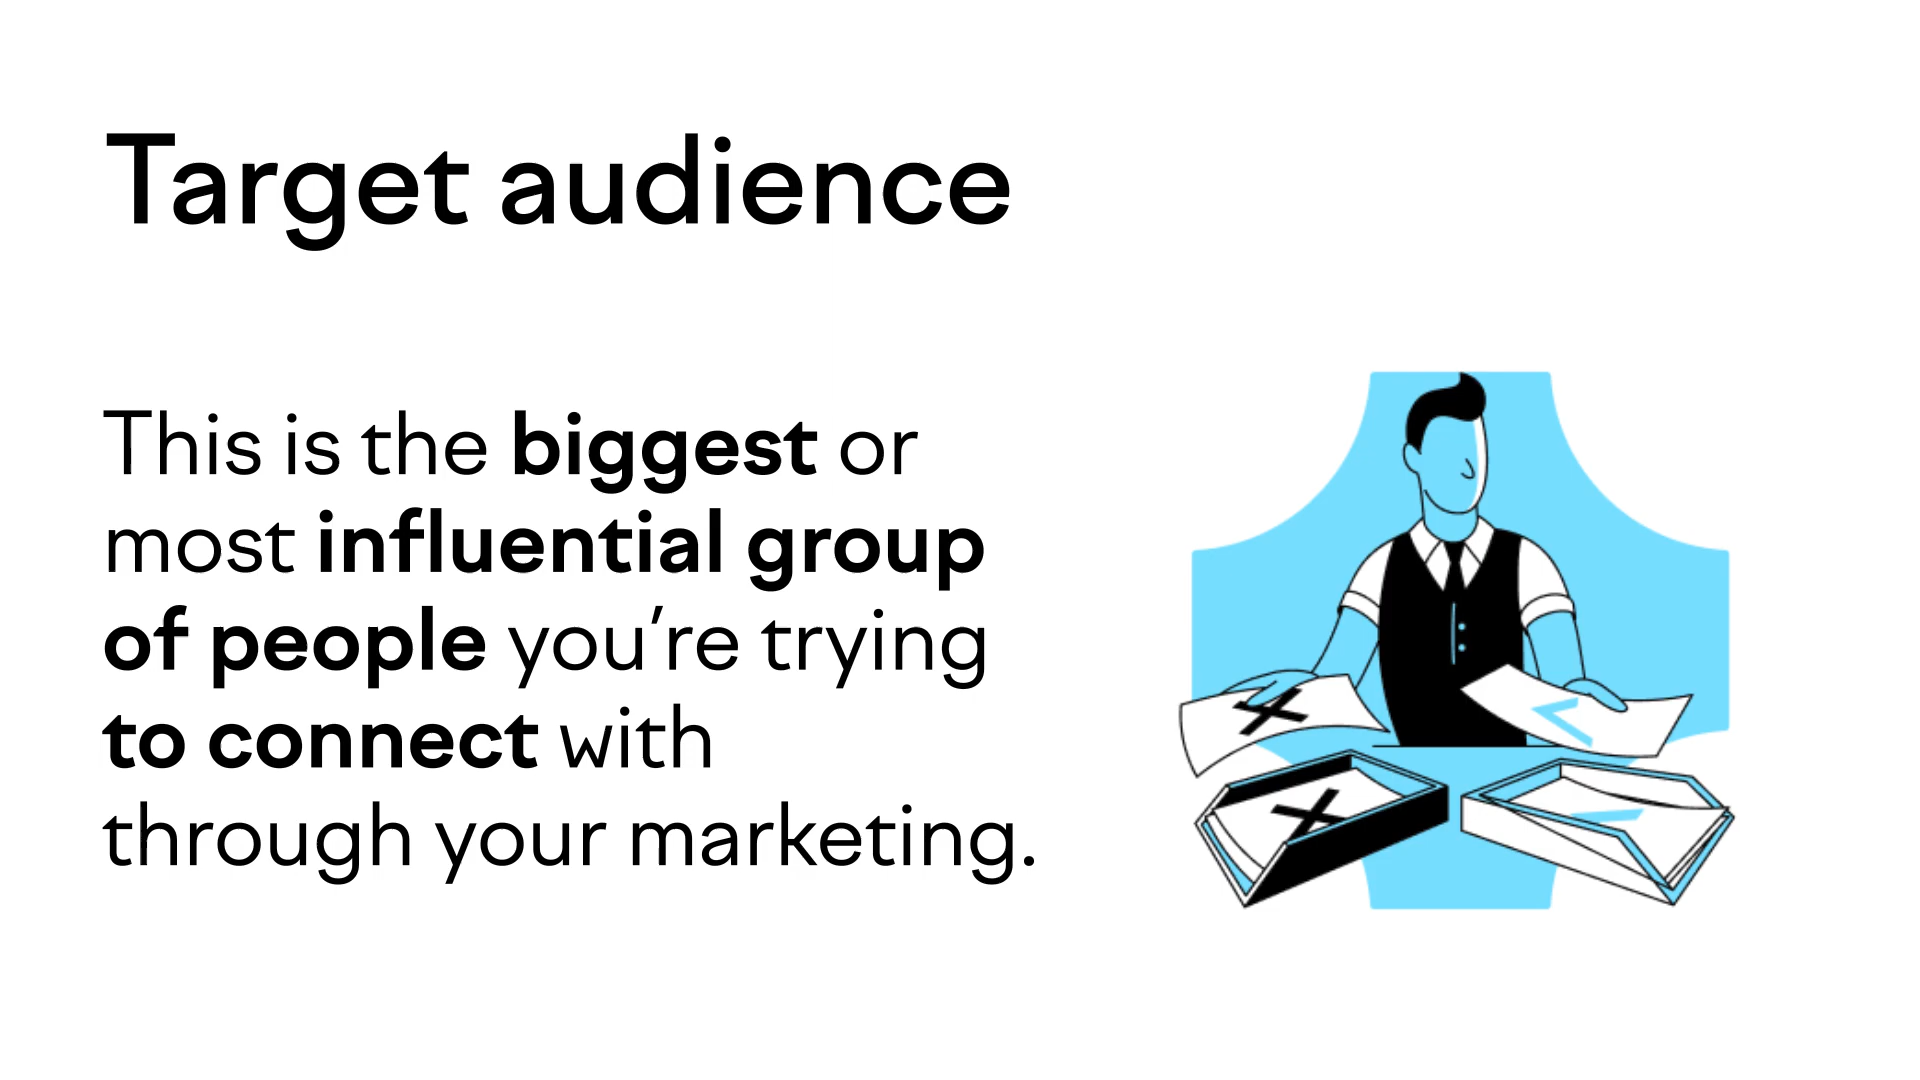 Target audience
This is the biggest or
most influential group
of people you’re trying
to connect with
through your marketing.